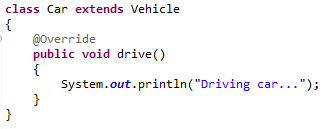 class Car extends Vehicle
{
    @Override
    public void drive()
    {
        System.out.println("Driving car...");
    }
}